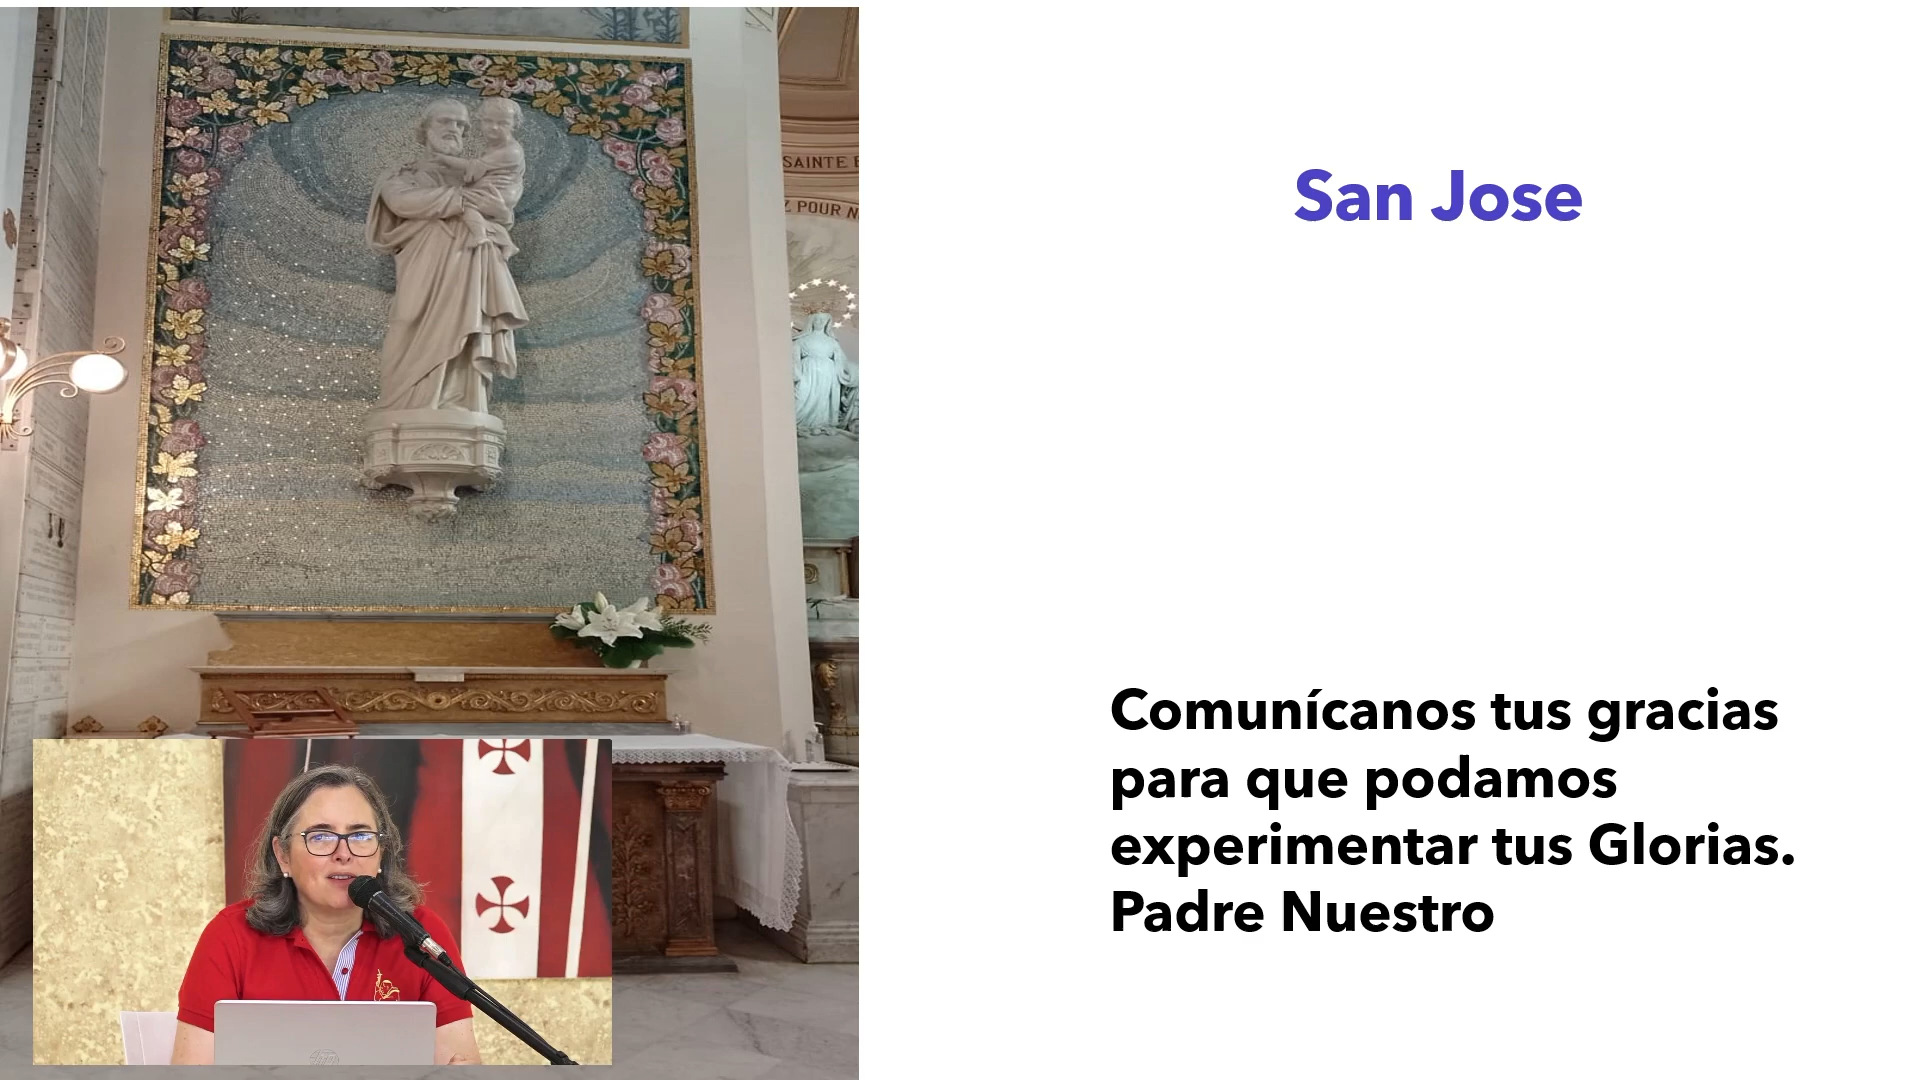 SAINTE
POUR
San Jose
Comunícanos tus gracias
para que podamos
experimentar tus Glorias.
Padre Nuestro